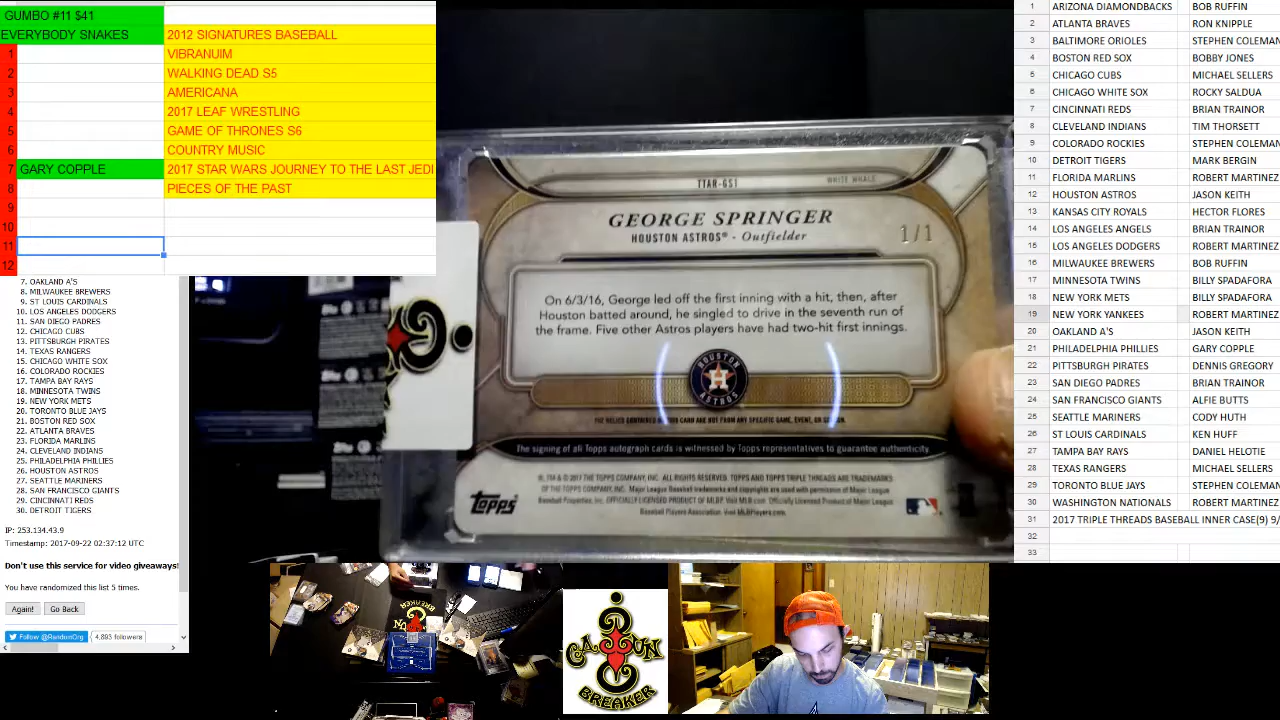 GUMBO #11 $41
EVERYBODY SNAKES
2012 SIGNATURES BASEBALL
1 VIBRANUIM
2 WALKING DEAD S5
3 AMERICANA
4 2017 LEAF WRESTLING
5 GAME OF THRONES S6
6 COUNTRY MUSIC
7 GARY COPPLE 2017 STAR WARS JOURNEY TO THE LAST JEDI
8 PIECES OF THE PAST
9
10
11
12
7. OAKLAND A'S
8. MILWAUKEE BREWERS
9. ST LOUIS CARDINALS
10. LOS ANGELES DODGERS
11. SAN DIEGO PADRES
12. CHICAGO CUBS
13. PITTSBURGH PIRATES
14. TEXAS RANGERS
15. CHICAGO WHITE SOX
16. COLORADO ROCKIES
17. TAMPA BAY RAYS
18. MINNESOTA TWINS
19. NEW YORK METS
20. TORONTO BLUE JAYS
21. BOSTON RED SOX
22. ATLANTA BRAVES
23. FLORIDA MARLINS
24. CLEVELAND INDIANS
25. PHILADELPHIA PHILLIES
26. HOUSTON ASTROS
27. SEATTLE MARINERS
28. SAN FRANCISCO GIANTS
29. CINCINNATI REDS
30. DETROIT TIGERS
IP: 253.134.43.9
Timestamp: 2017-09-22 02:37:12 UTC
Don't use this service for video giveaways!
You have randomized this list 5 times.
Again! Go Back
Follow @RandomOrg 4,893 followers
TTAR-GS1 WHITE WHALE
GEORGE SPRINGER
HOUSTON ASTROS® - Outfielder
1/1
On 6/3/16, George led off the first inning with a hit, then, after
Houston batted around, he singled to drive in the seventh run of
the frame. Five other Astros players have had two-hit first innings.
HOUSTON
ASTROS
The signing of all Topps autograph cards is witnessed by Topps representatives to guarantee authenticity.
topps
CAJUN
BREAKER
1 ARIZONA DIAMONDBACKS BOB RUFFIN
2 ATLANTA BRAVES RON KNIPPLE
3 BALTIMORE ORIOLES STEPHEN COLEMAN
4 BOSTON RED SOX BOBBY JONES
5 CHICAGO CUBS MICHAEL SELLERS
6 CHICAGO WHITE SOX ROCKY SALDUA
7 CINCINNATI REDS BRIAN TRAINOR
8 CLEVELAND INDIANS TIM THORSETT
9 COLORADO ROCKIES STEPHEN COLEMAN
10 DETROIT TIGERS MARK BERGIN
11 FLORIDA MARLINS ROBERT MARTINEZ
12 HOUSTON ASTROS JASON KEITH
13 KANSAS CITY ROYALS HECTOR FLORES
14 LOS ANGELES ANGELS BRIAN TRAINOR
15 LOS ANGELES DODGERS ROBERT MARTINEZ
16 MILWAUKEE BREWERS BOB RUFFIN
17 MINNESOTA TWINS BILLY SPADAFORA
18 NEW YORK METS BILLY SPADAFORA
19 NEW YORK YANKEES ROBERT MARTINEZ
20 OAKLAND A'S JASON KEITH
21 PHILADELPHIA PHILLIES GARY COPPLE
22 PITTSBURGH PIRATES DENNIS GREGORY
23 SAN DIEGO PADRES BRIAN TRAINOR
24 SAN FRANCISCO GIANTS ALFIE BUTTS
25 SEATTLE MARINERS CODY HUTH
26 ST LOUIS CARDINALS KEN HUFF
27 TAMPA BAY RAYS DANIEL HELOTIE
28 TEXAS RANGERS MICHAEL SELLERS
29 TORONTO BLUE JAYS STEPHEN COLEM
30 WASHINGTON NATIONALS ROBERT MARTINEZ
31 2017 TRIPLE THREADS BASEBALL INNER CASE(9) 9/
32
33